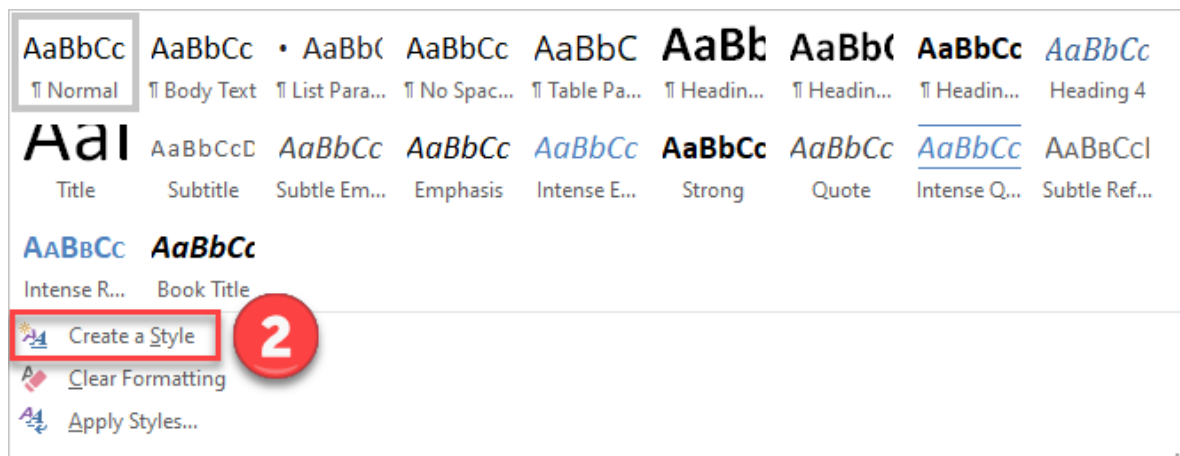 AaBbCc AaBbCc • AaBb( AaBbCc AaBbC AaBb AaBb( AaBbCc AaBbCc
¶ Normal ¶ Body Text ¶ List Para... ¶ No Spac... ¶ Table Pa... ¶ Headin... ¶ Headin... ¶ Headin... Heading 4
AaI AaBbCcD AaBbCc AaBbCc AaBbCc AaBbCc AaBbCc AaBbCc AABBCCI
Title Subtitle Subtle Em... Emphasis Intense E... Strong Quote Intense Q... Subtle Ref...
AABBCC AaBbCc
Intense R... Book Title
Create a Style 2
Clear Formatting
Apply Styles...